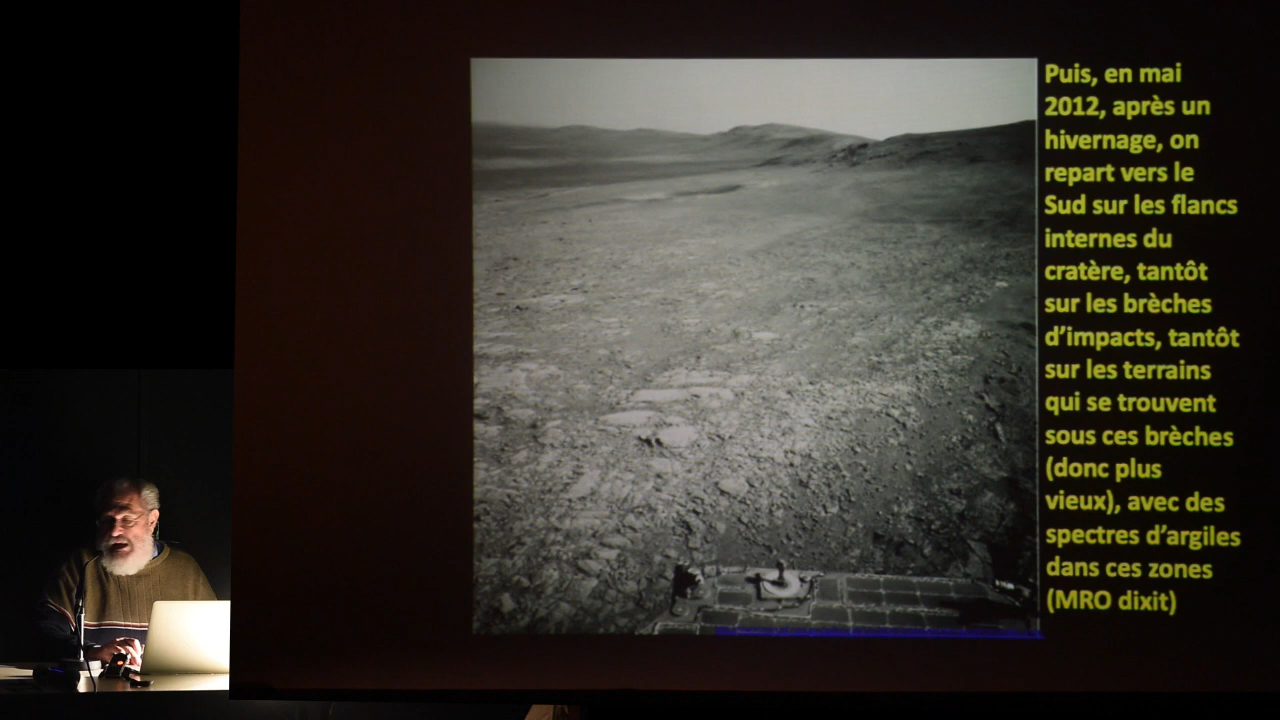 Puis, en mai
2012, après un
hivernage, on
repart vers le
Sud sur les flancs
internes du
cratère, tantôt
sur les brèches
d'impacts, tantôt
sur les terrains
qui se trouvent
sous ces brèches
(donc plus
vieux), avec des
spectres d'argiles
dans ces zones
(MRO dixit)